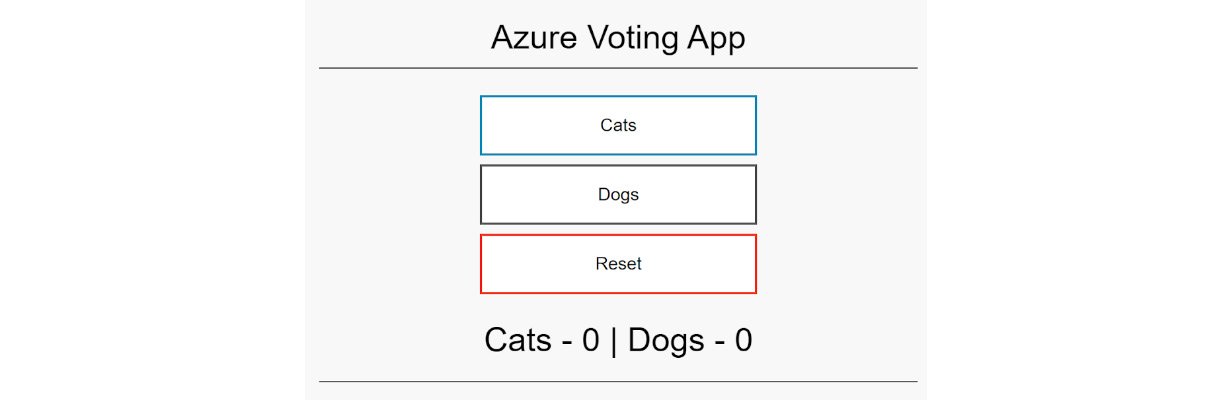 Azure Voting App
Cats
Dogs
Reset
Cats - 0 | Dogs - 0